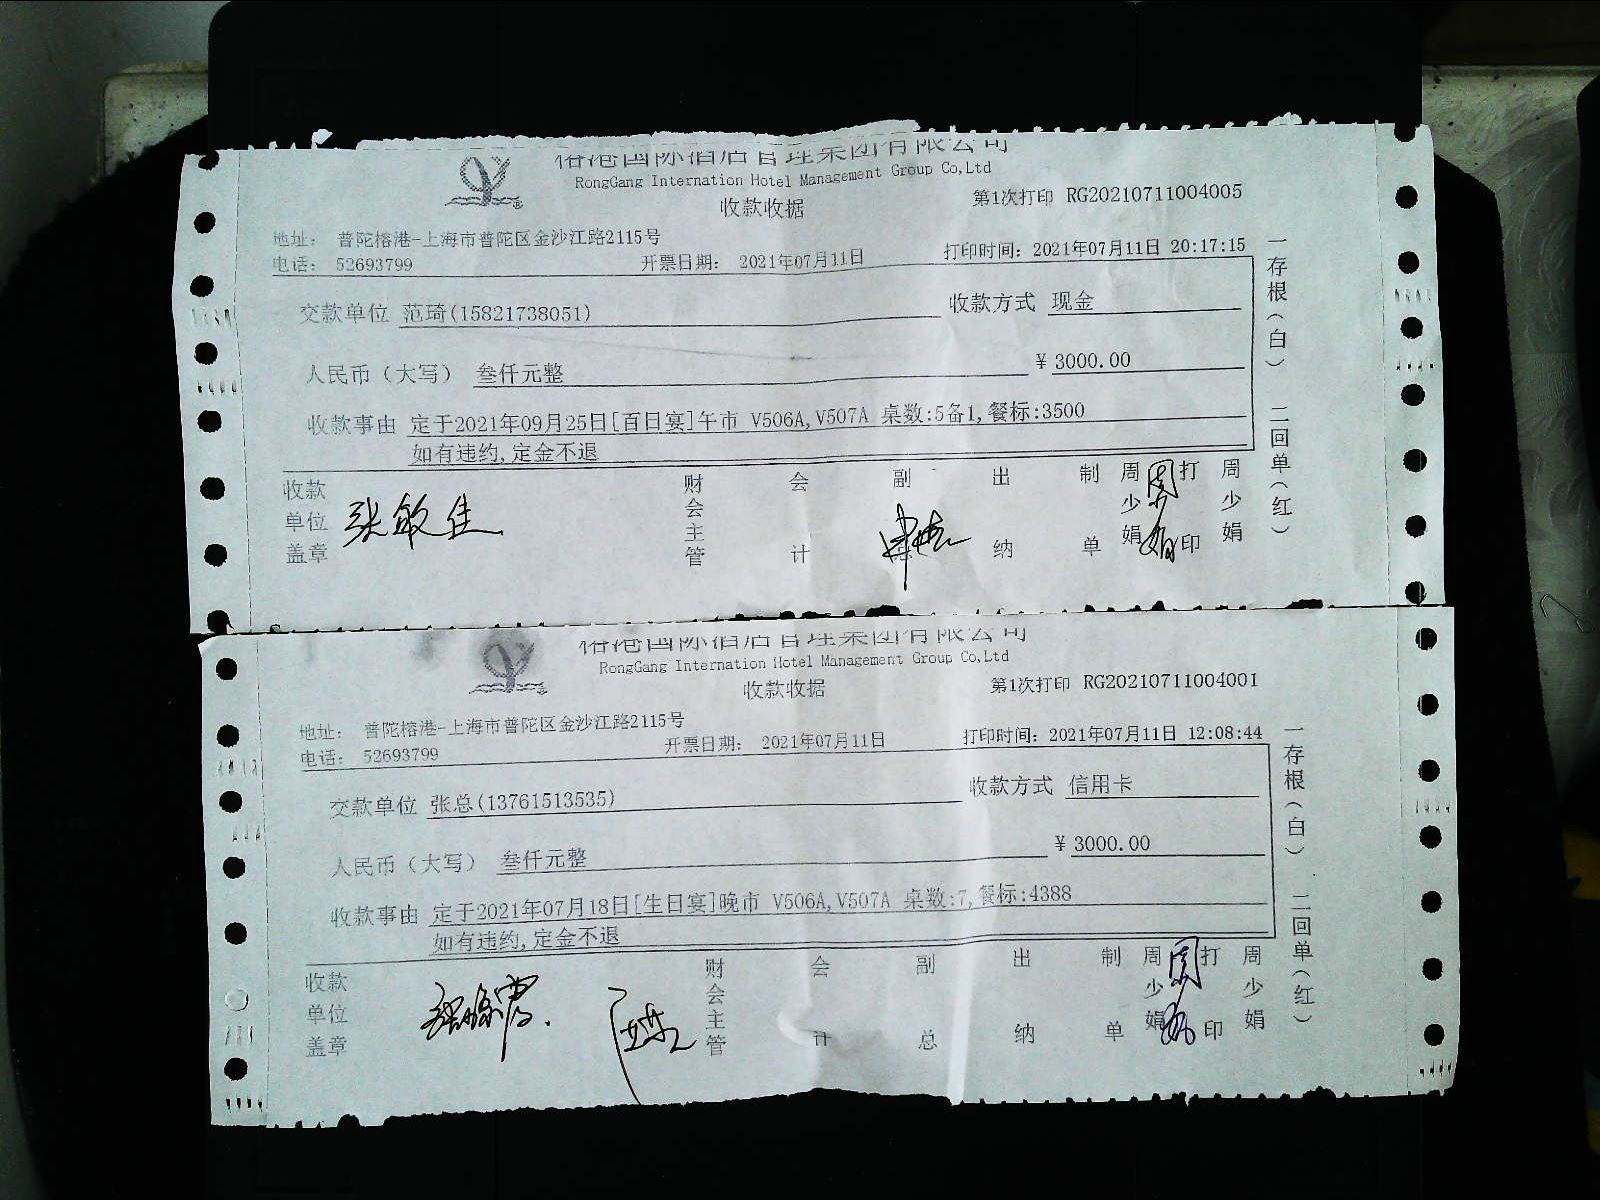 榕港国际酒店管理集团有限公司
RongGang Internation Hotel Management Group Co,Ltd
收款收据
第1次打印 RG20210711004005
地址: 普陀榕港-上海市普陀区金沙江路2115号
电话: 52693799 开票日期: 2021年07月11日 打印时间: 2021年07月11日 20:17:15
交款单位 范琦(15821738051) 收款方式 现金
人民币（大写） 叁仟元整 ¥ 3000.00
收款事由 定于2021年09月25日[百日宴]午市 V506A,V507A 桌数:5备1,餐标:3500
如有违约,定金不退
收款单位盖章 张敏佳 财会主管 会计 副 出纳 制单 周少娟 周娟 打印 周少娟
一存根（白） 二回单（红）
榕港国际酒店管理集团有限公司
RongGang Internation Hotel Management Group Co,Ltd
收款收据
第1次打印 RG20210711004001
地址: 普陀榕港-上海市普陀区金沙江路2115号
电话: 52693799 开票日期: 2021年07月11日 打印时间: 2021年07月11日 12:08:44
交款单位 张总(13761513535) 收款方式 信用卡
人民币（大写） 叁仟元整 ¥ 3000.00
收款事由 定于2021年07月18日[生日宴]晚市 V506A,V507A 桌数:7,餐标:4388
如有违约,定金不退
收款单位盖章 财会主管 会计 副总 出纳 制单 周少娟 打印 周少娟
一存根（白） 二回单（红）